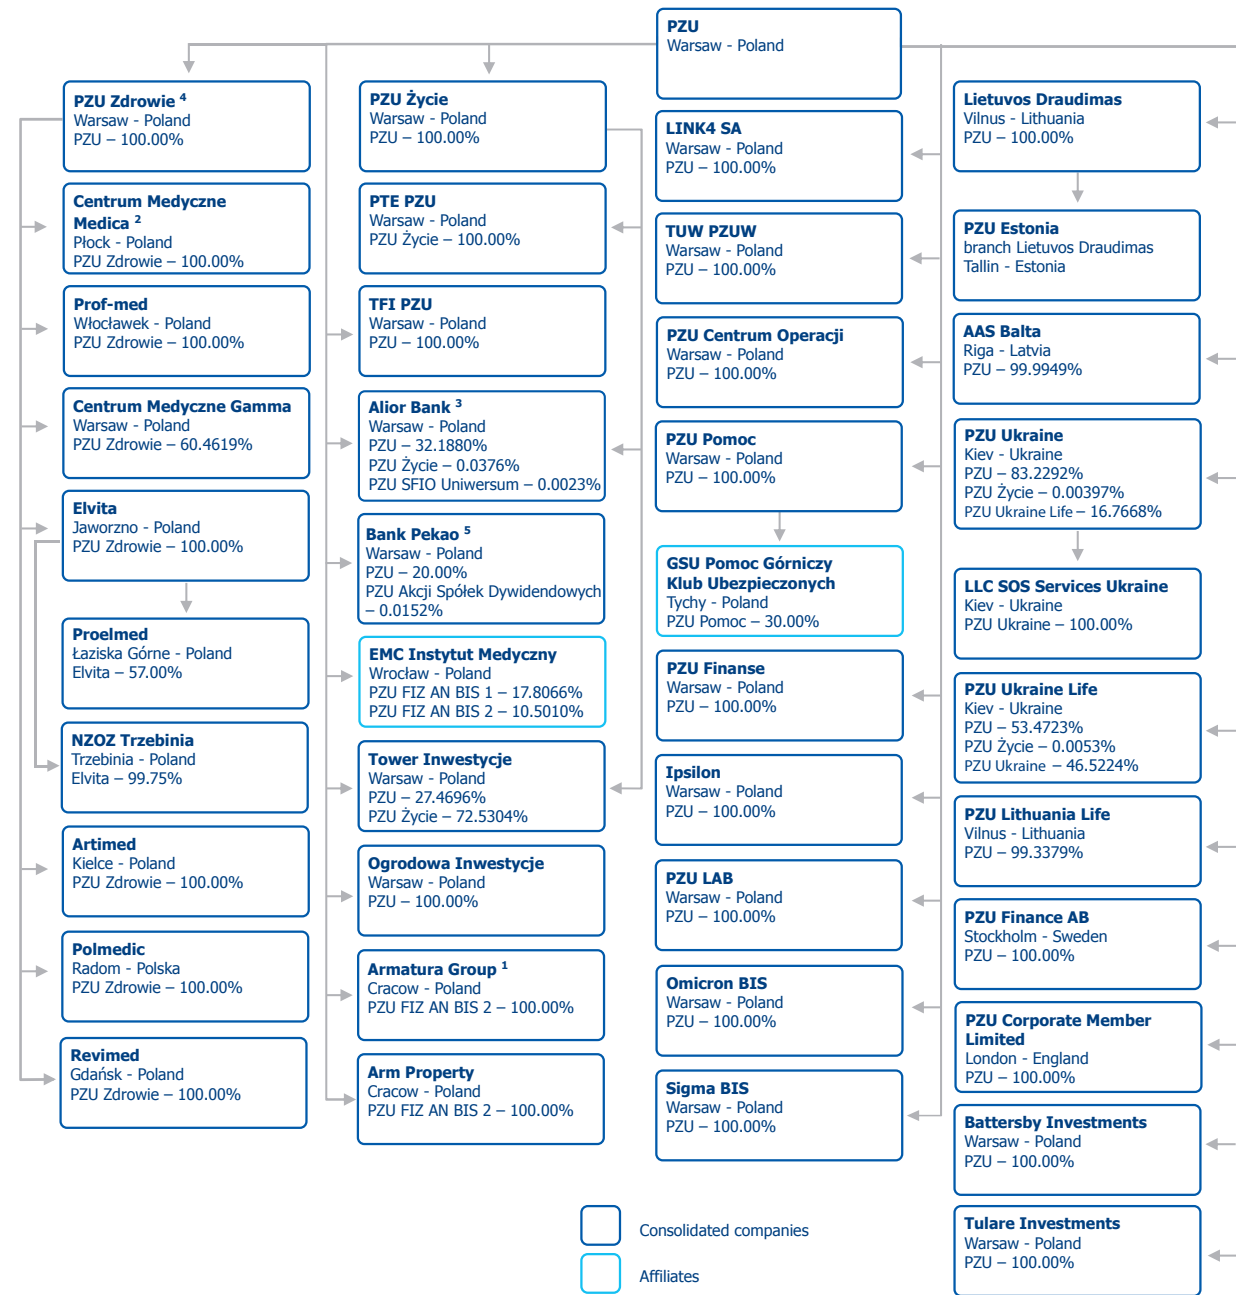 PZU
Warsaw - Poland
PZU Zdrowie ⁴
Warsaw - Poland
PZU – 100.00%
Centrum Medyczne
Medica ²
Płock - Poland
PZU Zdrowie – 100.00%
Prof-med
Włocławek - Poland
PZU Zdrowie – 100.00%
Centrum Medyczne Gamma
Warsaw - Poland
PZU Zdrowie – 60.4619%
Elvita
Jaworzno - Poland
PZU Zdrowie – 100.00%
Proelmed
Łaziska Górne - Poland
Elvita – 57.00%
NZOZ Trzebinia
Trzebinia - Poland
Elvita – 99.75%
Artimed
Kielce - Poland
PZU Zdrowie – 100.00%
Polmedic
Radom - Polska
PZU Zdrowie – 100.00%
Revimed
Gdańsk - Poland
PZU Zdrowie – 100.00%
PZU Życie
Warsaw - Poland
PZU – 100.00%
PTE PZU
Warsaw - Poland
PZU Życie – 100.00%
TFI PZU
Warsaw - Poland
PZU – 100.00%
Alior Bank ³
Warsaw - Poland
PZU – 32.1880%
PZU Życie – 0.0376%
PZU SFIO Uniwersum – 0.0023%
Bank Pekao ⁵
Warsaw - Poland
PZU – 20.00%
PZU Akcji Spółek Dywidendowych
– 0.0152%
EMC Instytut Medyczny
Wrocław - Poland
PZU FIZ AN BIS 1 – 17.8066%
PZU FIZ AN BIS 2 – 10.5010%
Tower Inwestycje
Warsaw - Poland
PZU – 27.4696%
PZU Życie – 72.5304%
Ogrodowa Inwestycje
Warsaw - Poland
PZU – 100.00%
Armatura Group ¹
Cracow - Poland
PZU FIZ AN BIS 2 – 100.00%
Arm Property
Cracow - Poland
PZU FIZ AN BIS 2 – 100.00%
LINK4 SA
Warsaw - Poland
PZU – 100.00%
TUW PZUW
Warsaw - Poland
PZU – 100.00%
PZU Centrum Operacji
Warsaw - Poland
PZU – 100.00%
PZU Pomoc
Warsaw - Poland
PZU – 100.00%
GSU Pomoc Górniczy
Klub Ubezpieczonych
Tychy - Poland
PZU Pomoc – 30.00%
PZU Finanse
Warsaw - Poland
PZU – 100.00%
Ipsilon
Warsaw - Poland
PZU – 100.00%
PZU LAB
Warsaw - Poland
PZU – 100.00%
Omicron BIS
Warsaw - Poland
PZU – 100.00%
Sigma BIS
Warsaw - Poland
PZU – 100.00%
Lietuvos Draudimas
Vilnus - Lithuania
PZU – 100.00%
PZU Estonia
branch Lietuvos Draudimas
Tallin - Estonia
AAS Balta
Riga - Latvia
PZU – 99.9949%
PZU Ukraine
Kiev - Ukraine
PZU – 83.2292%
PZU Życie – 0.00397%
PZU Ukraine Life – 16.7668%
LLC SOS Services Ukraine
Kiev - Ukraine
PZU Ukraine – 100.00%
PZU Ukraine Life
Kiev - Ukraine
PZU – 53.4723%
PZU Życie – 0.0053%
PZU Ukraine – 46.5224%
PZU Lithuania Life
Vilnus - Lithuania
PZU – 99.3379%
PZU Finance AB
Stockholm - Sweden
PZU – 100.00%
PZU Corporate Member
Limited
London - England
PZU – 100.00%
Battersby Investments
Warsaw - Poland
PZU – 100.00%
Tulare Investments
Warsaw - Poland
PZU – 100.00%
Consolidated companies
Affiliates